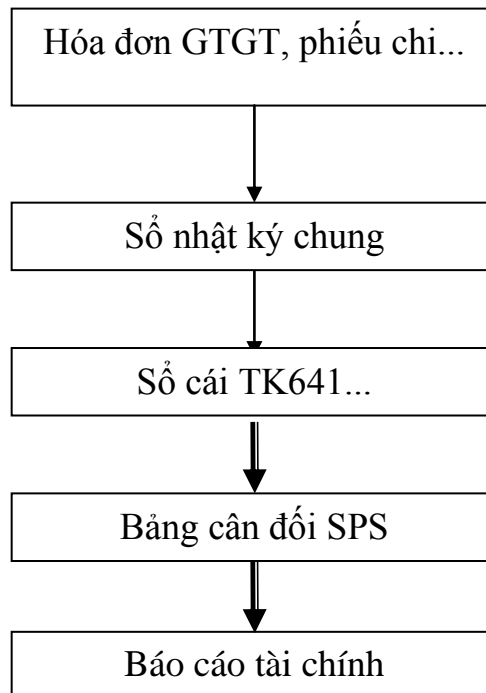 Hóa đơn GTGT, phiếu chi...
Sổ nhật ký chung
Sổ cái TK641...
Bảng cân đối SPS
Báo cáo tài chính